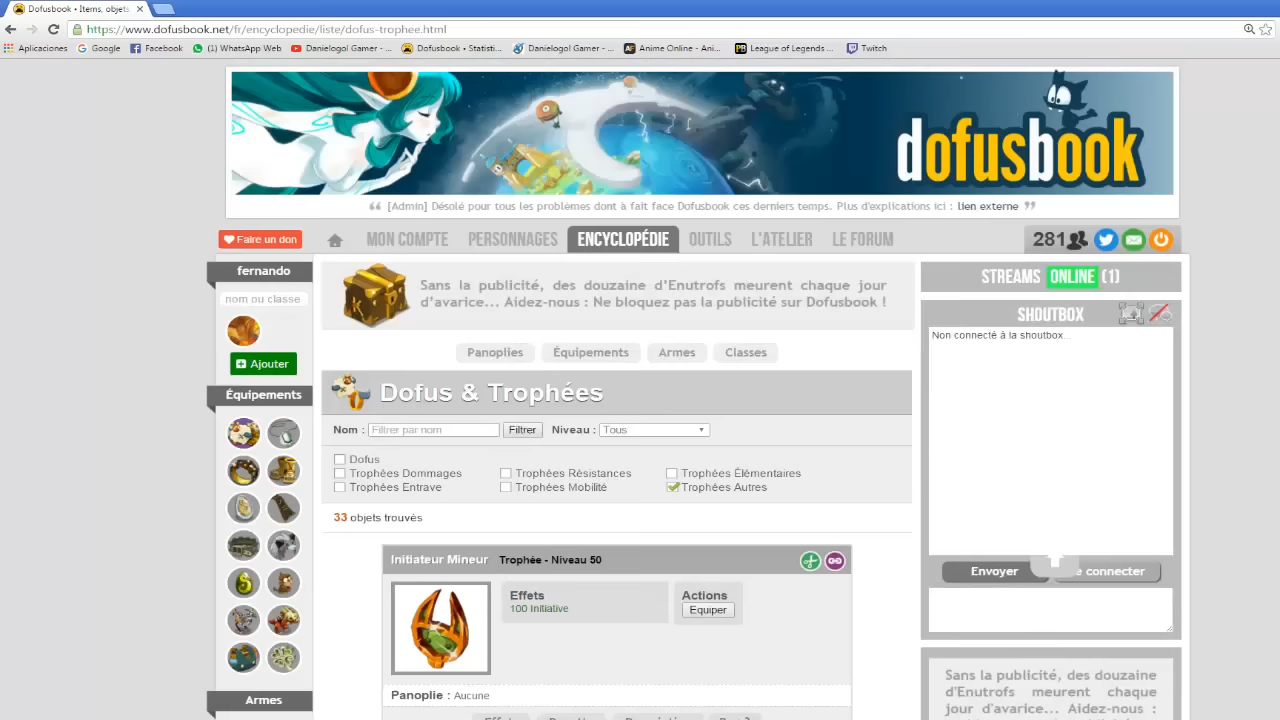 Dofusbook • Items, objets
https://www.dofusbook.net/fr/encyclopedie/liste/dofus-trophee.html
Aplicaciones Google Facebook (1) WhatsApp Web Danielogol Gamer - ... Dofusbook • Statisti... Danielogol Gamer - ... Anime Online - Ani... League of Legends ... Twitch
dofusbook
[Admin] Désolé pour tous les problèmes dont à fait face Dofusbook ces derniers temps. Plus d'explications ici : lien externe
Faire un don
MON COMPTE PERSONNAGES ENCYCLOPÉDIE OUTILS L'ATELIER LE FORUM
281
fernando
nom ou classe
Ajouter
Équipements
Armes
Sans la publicité, des douzaine d'Enutrofs meurent chaque jour
d'avarice... Aidez-nous : Ne bloquez pas la publicité sur Dofusbook !
Panoplies Équipements Armes Classes
Dofus & Trophées
Nom : Filtrer par nom Filtrer Niveau : Tous
Dofus
Trophées Dommages Trophées Résistances Trophées Élémentaires
Trophées Entrave Trophées Mobilité Trophées Autres
33 objets trouvés
Initiateur Mineur Trophée - Niveau 50
Effets
100 Initiative
Actions
Equiper
Panoplie : Aucune
STREAMS ONLINE (1)
SHOUTBOX
Non connecté à la shoutbox...
Envoyer connecter
Sans la publicité, des douzaine
d'Enutrofs meurent chaque
jour d'avarice... Aidez-nous :